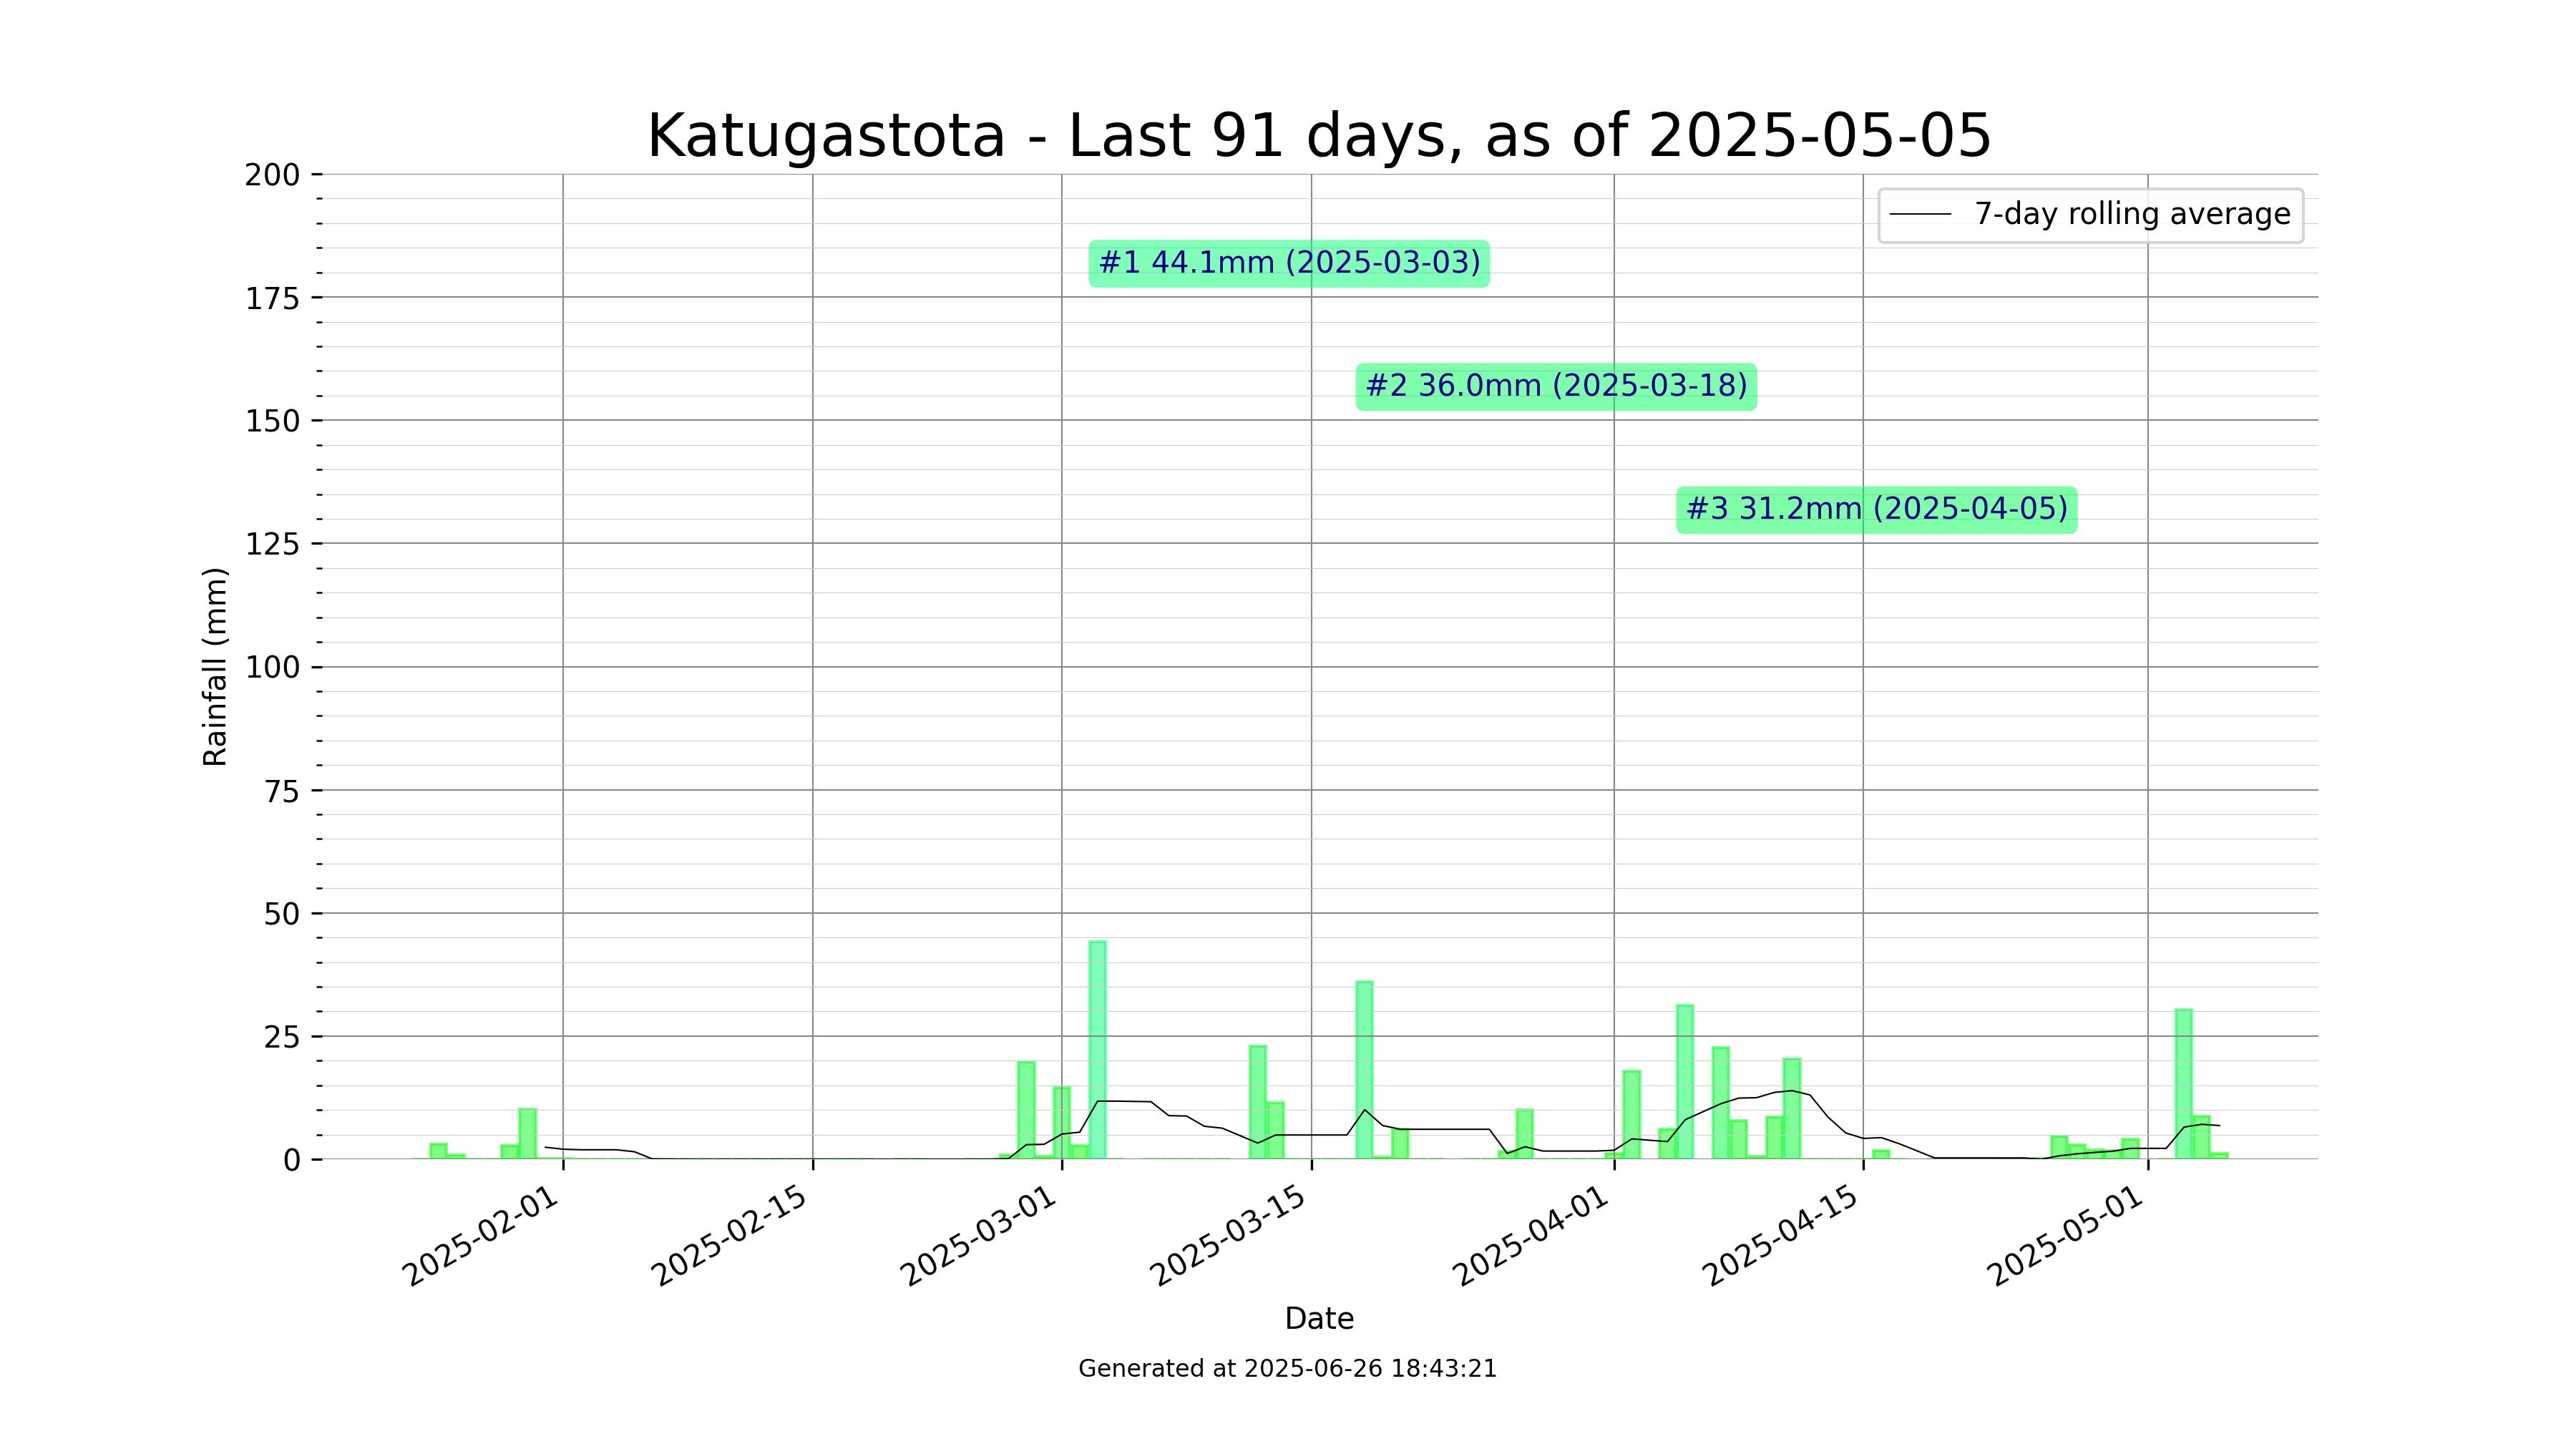 Katugastota - Last 91 days, as of 2025-05-05
7-day rolling average
#1 44.1mm (2025-03-03)
#2 36.0mm (2025-03-18)
#3 31.2mm (2025-04-05)
Rainfall (mm)
200
175
150
125
100
75
50
25
0
2025-02-01
2025-02-15
2025-03-01
2025-03-15
2025-04-01
2025-04-15
2025-05-01
Date
Generated at 2025-06-26 18:43:21